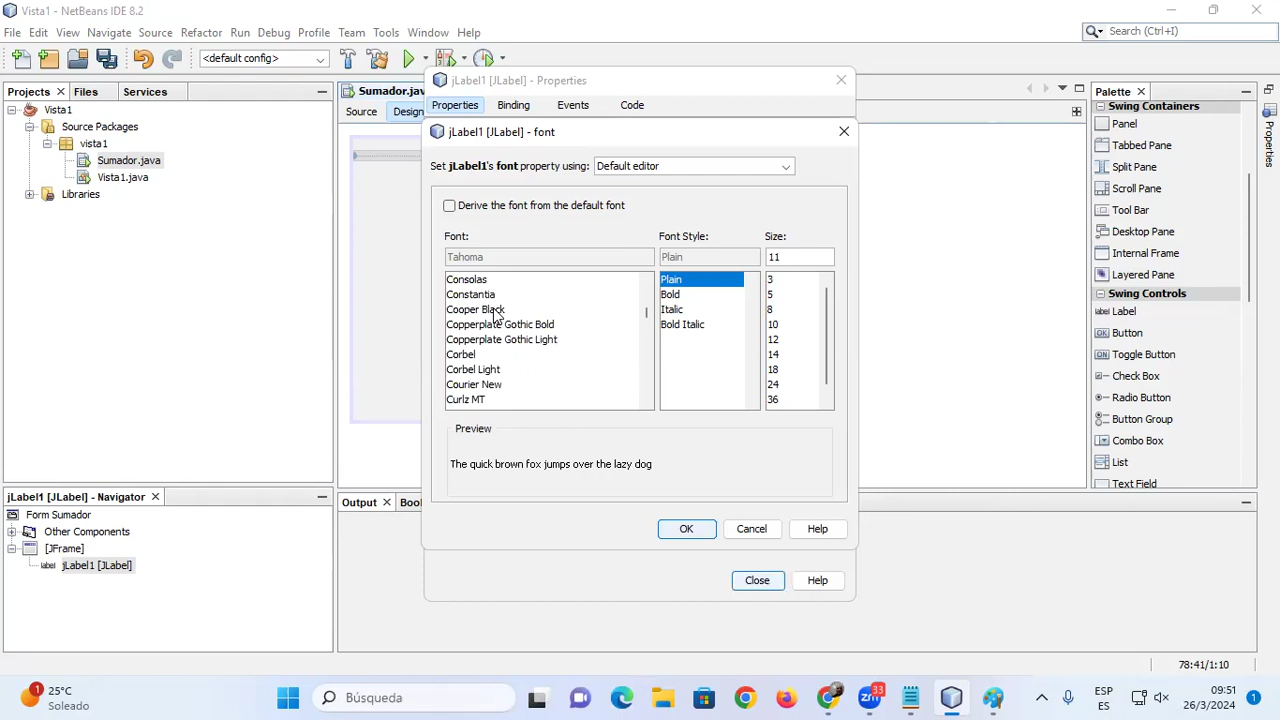 Vista1 - NetBeans IDE 8.2
File Edit View Navigate Source Refactor Run Debug Profile Team Tools Window Help
Search (Ctrl+I)
<default config>
Projects Files Services
Vista1
Source Packages
vista1
Sumador.java
Vista1.java
Libraries
Sumador.java
Source Design
jLabel1 [JLabel] - Properties
Properties Binding Events Code
jLabel1 [JLabel] - font
Set jLabel1's font property using: Default editor
Derive the font from the default font
Font: Font Style: Size:
Tahoma Plain 11
Consolas Plain 3
Constantia Bold 5
Cooper Black Italic 8
Copperplate Gothic Bold Bold Italic 10
Copperplate Gothic Light 12
Corbel 14
Corbel Light 18
Courier New 24
Curlz MT 36
Preview
The quick brown fox jumps over the lazy dog
OK Cancel Help
Close Help
Palette
Swing Containers
Panel
Tabbed Pane
Split Pane
Scroll Pane
Tool Bar
Desktop Pane
Internal Frame
Layered Pane
Swing Controls
Label
OK Button
Toggle Button
Check Box
Radio Button
Button Group
Combo Box
List
Text Field
Properties
jLabel1 [JLabel] - Navigator
Form Sumador
Other Components
[JFrame]
label jLabel1 [JLabel]
Output
78:41/1:10
1
25°C
Soleado
Búsqueda
zm
33
ESP
ES
09:51
26/3/2024
1